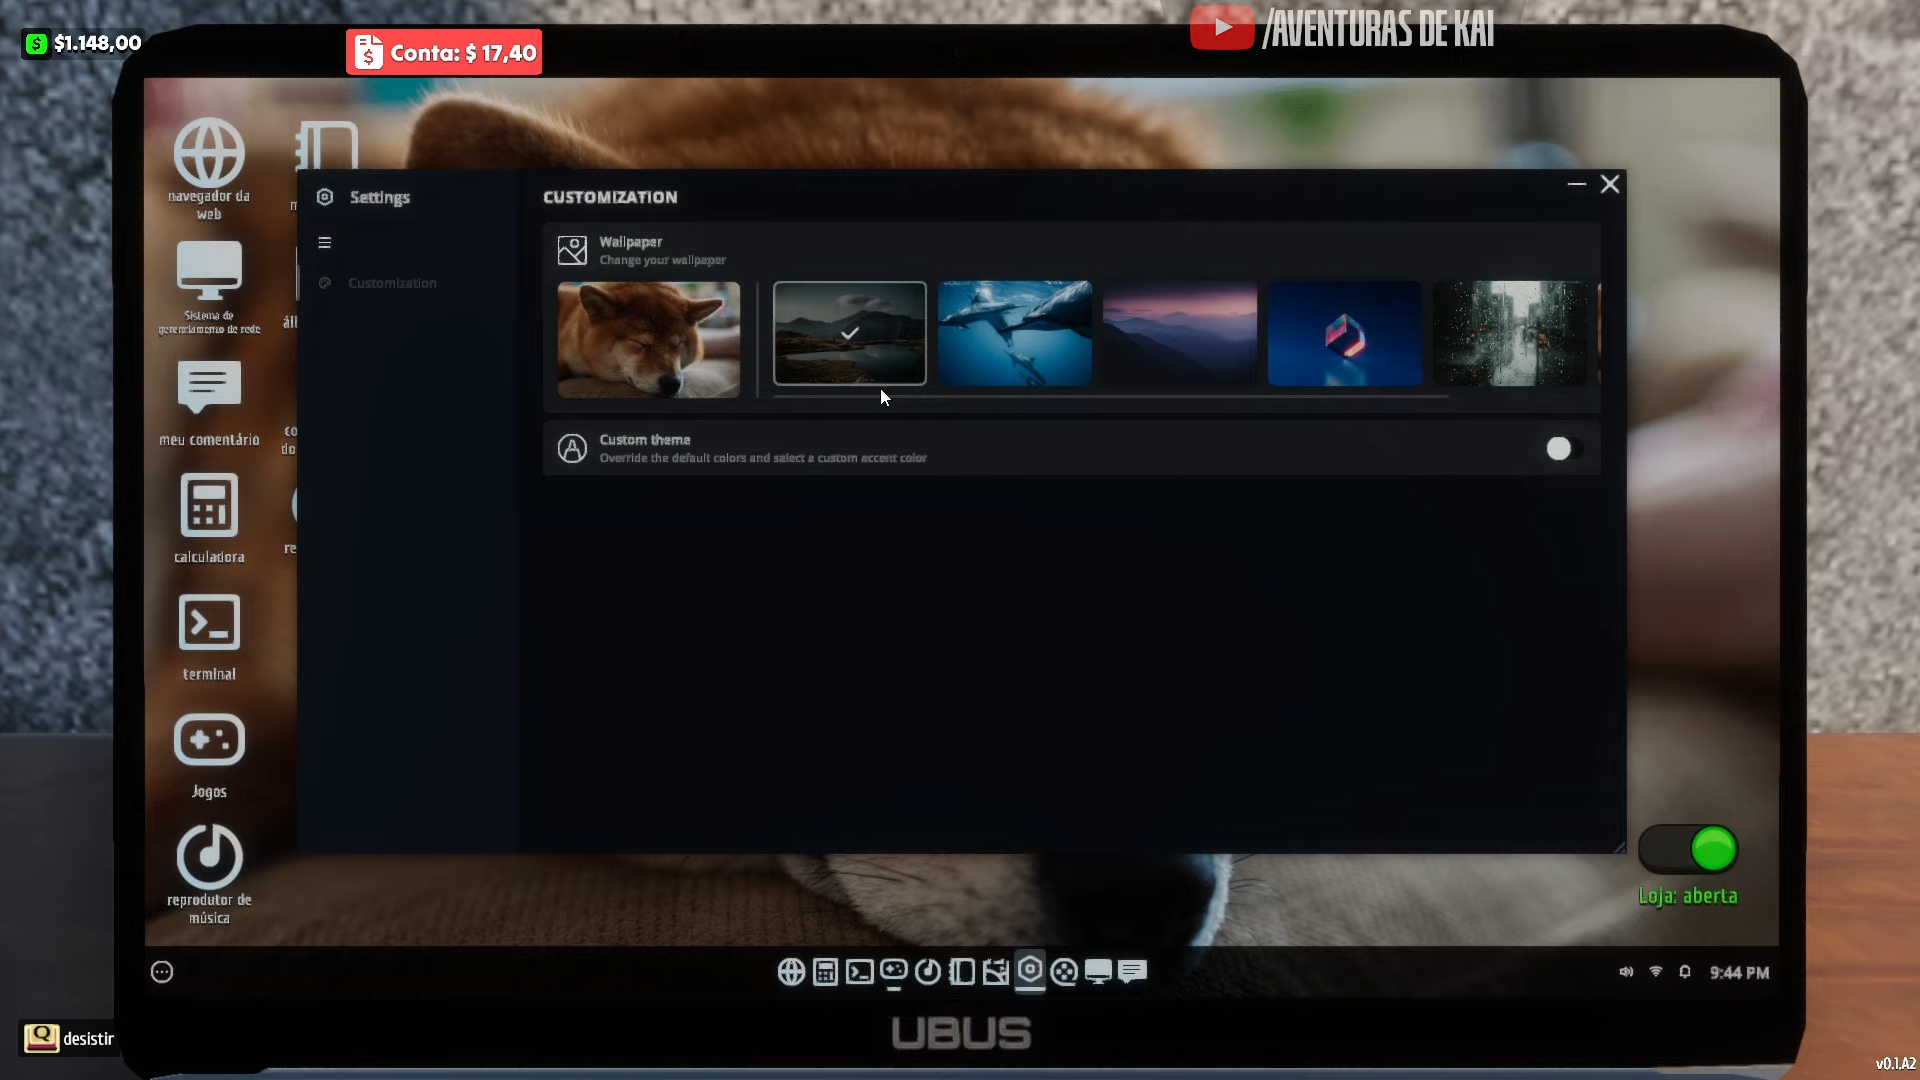 $1.148,00
Conta: $ 17,40
/AVENTURAS DE KAI
navegador da
web
Settings
CUSTOMIZATION
Wallpaper
Change your wallpaper
Customization
Sistema de
gerenciamento de rede
meu comentário
Custom theme
Override the default colors and select a custom accent color
calculadora
terminal
Jogos
reprodutor de
música
Loja: aberta
9:44 PM
UBUS
Q desistir
v0.1.A2